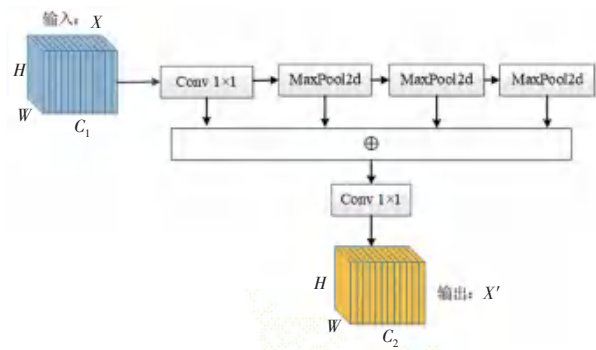 输入：X
H
W
C₁
Conv 1×1
MaxPool2d
MaxPool2d
MaxPool2d
⊕
Conv 1×1
H
W
C₂
输出：X′